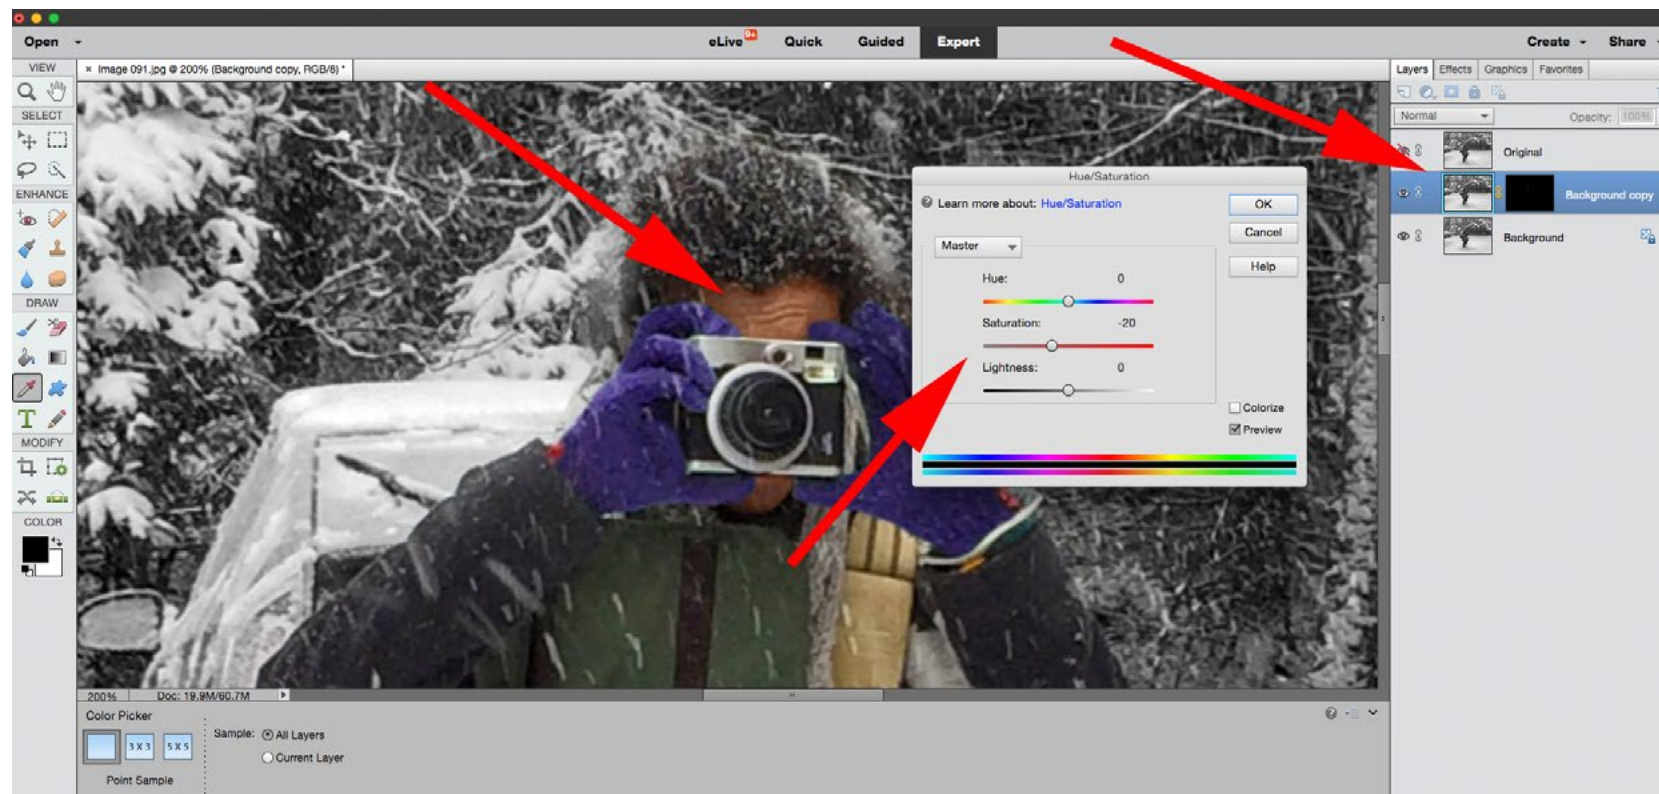 Open
eLive 9+ Quick Guided Expert
Create Share
VIEW
× Image 091.jpg @ 200% (Background copy, RGB/8) *
Layers Effects Graphics Favorites
SELECT
Normal Opacity: 100%
Original
ENHANCE
Background copy
Background
Hue/Saturation
Learn more about: Hue/Saturation
OK
Master
Cancel
Hue: 0
Help
Saturation: -20
Lightness: 0
Colorize
Preview
DRAW
T
MODIFY
COLOR
200% Doc: 19.9M/60.7M
Color Picker
Sample: All Layers
3 X 3 5 X 5
Current Layer
Point Sample